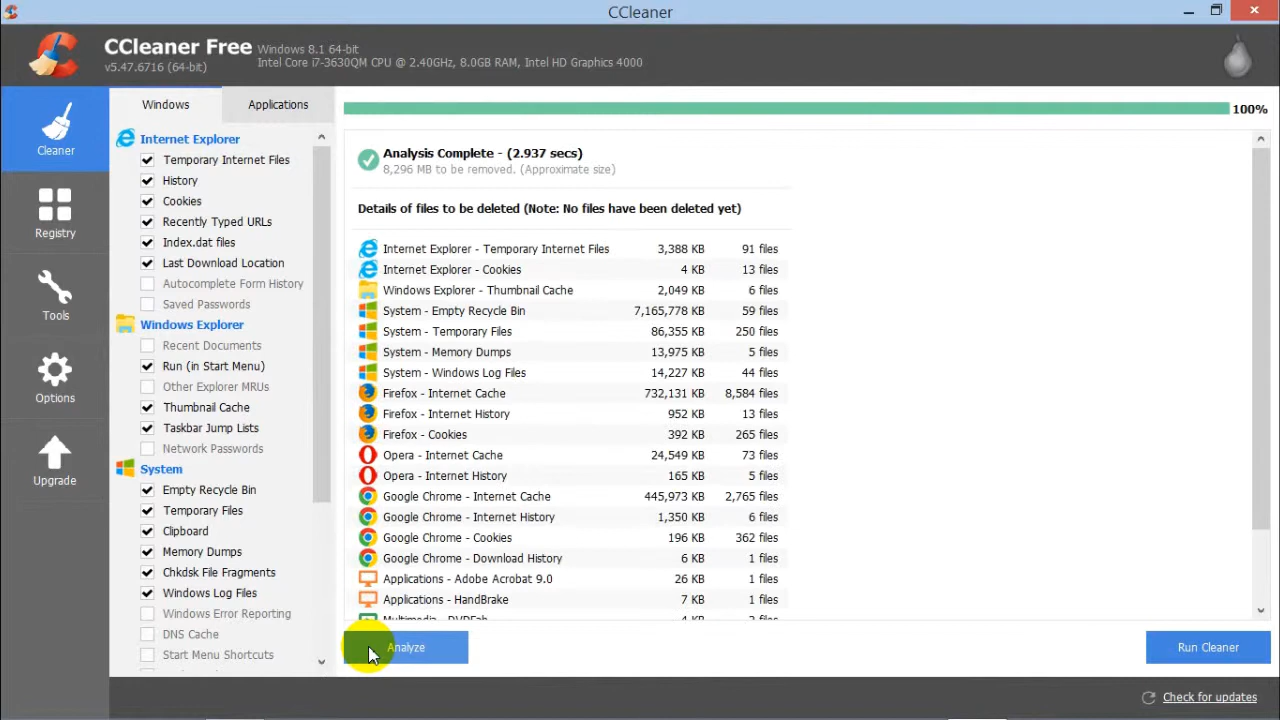 CCleaner
CCleaner Free
v5.47.6716 (64-bit)
Windows 8.1 64-bit
Intel Core i7-3630QM CPU @ 2.40GHz, 8.0GB RAM, Intel HD Graphics 4000
Cleaner
Registry
Tools
Options
Upgrade
Windows
Applications
Internet Explorer
Temporary Internet Files
History
Cookies
Recently Typed URLs
Index.dat files
Last Download Location
Autocomplete Form History
Saved Passwords
Windows Explorer
Recent Documents
Run (in Start Menu)
Other Explorer MRUs
Thumbnail Cache
Taskbar Jump Lists
Network Passwords
System
Empty Recycle Bin
Temporary Files
Clipboard
Memory Dumps
Chkdsk File Fragments
Windows Log Files
Windows Error Reporting
DNS Cache
Start Menu Shortcuts
100%
Analysis Complete - (2.937 secs)
8,296 MB to be removed. (Approximate size)
Details of files to be deleted (Note: No files have been deleted yet)
Internet Explorer - Temporary Internet Files 3,388 KB 91 files
Internet Explorer - Cookies 4 KB 13 files
Windows Explorer - Thumbnail Cache 2,049 KB 6 files
System - Empty Recycle Bin 7,165,778 KB 59 files
System - Temporary Files 86,355 KB 250 files
System - Memory Dumps 13,975 KB 5 files
System - Windows Log Files 14,227 KB 44 files
Firefox - Internet Cache 732,131 KB 8,584 files
Firefox - Internet History 952 KB 13 files
Firefox - Cookies 392 KB 265 files
Opera - Internet Cache 24,549 KB 73 files
Opera - Internet History 165 KB 5 files
Google Chrome - Internet Cache 445,973 KB 2,765 files
Google Chrome - Internet History 1,350 KB 6 files
Google Chrome - Cookies 196 KB 362 files
Google Chrome - Download History 6 KB 1 files
Applications - Adobe Acrobat 9.0 26 KB 1 files
Applications - HandBrake 7 KB 1 files
Analyze
Run Cleaner
Check for updates